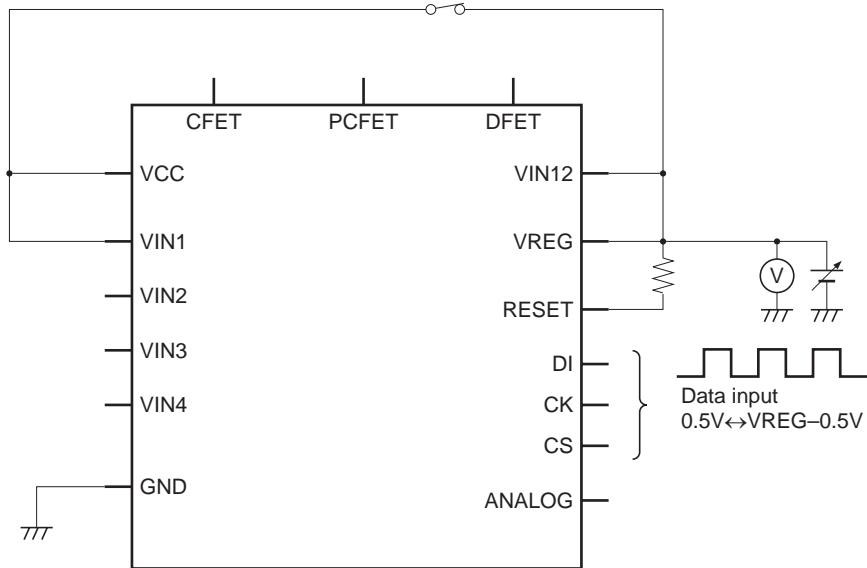 CFET PCFET DFET
VCC VIN12
VIN1 VREG
V
VIN2
RESET
VIN3
DI
Data input
VIN4 CK
0.5V↔VREG–0.5V
CS
GND
ANALOG